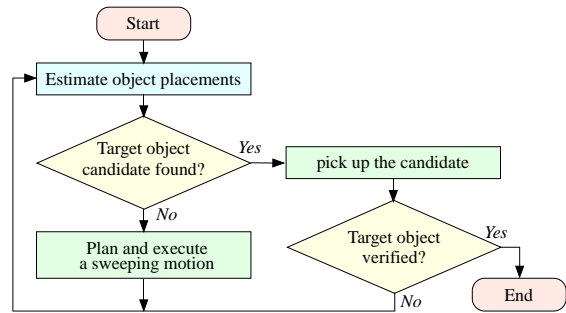 Start
Estimate object placements
Target object
candidate found?
Yes
pick up the candidate
No
Plan and execute
a sweeping motion
Target object
verified?
Yes
No
End